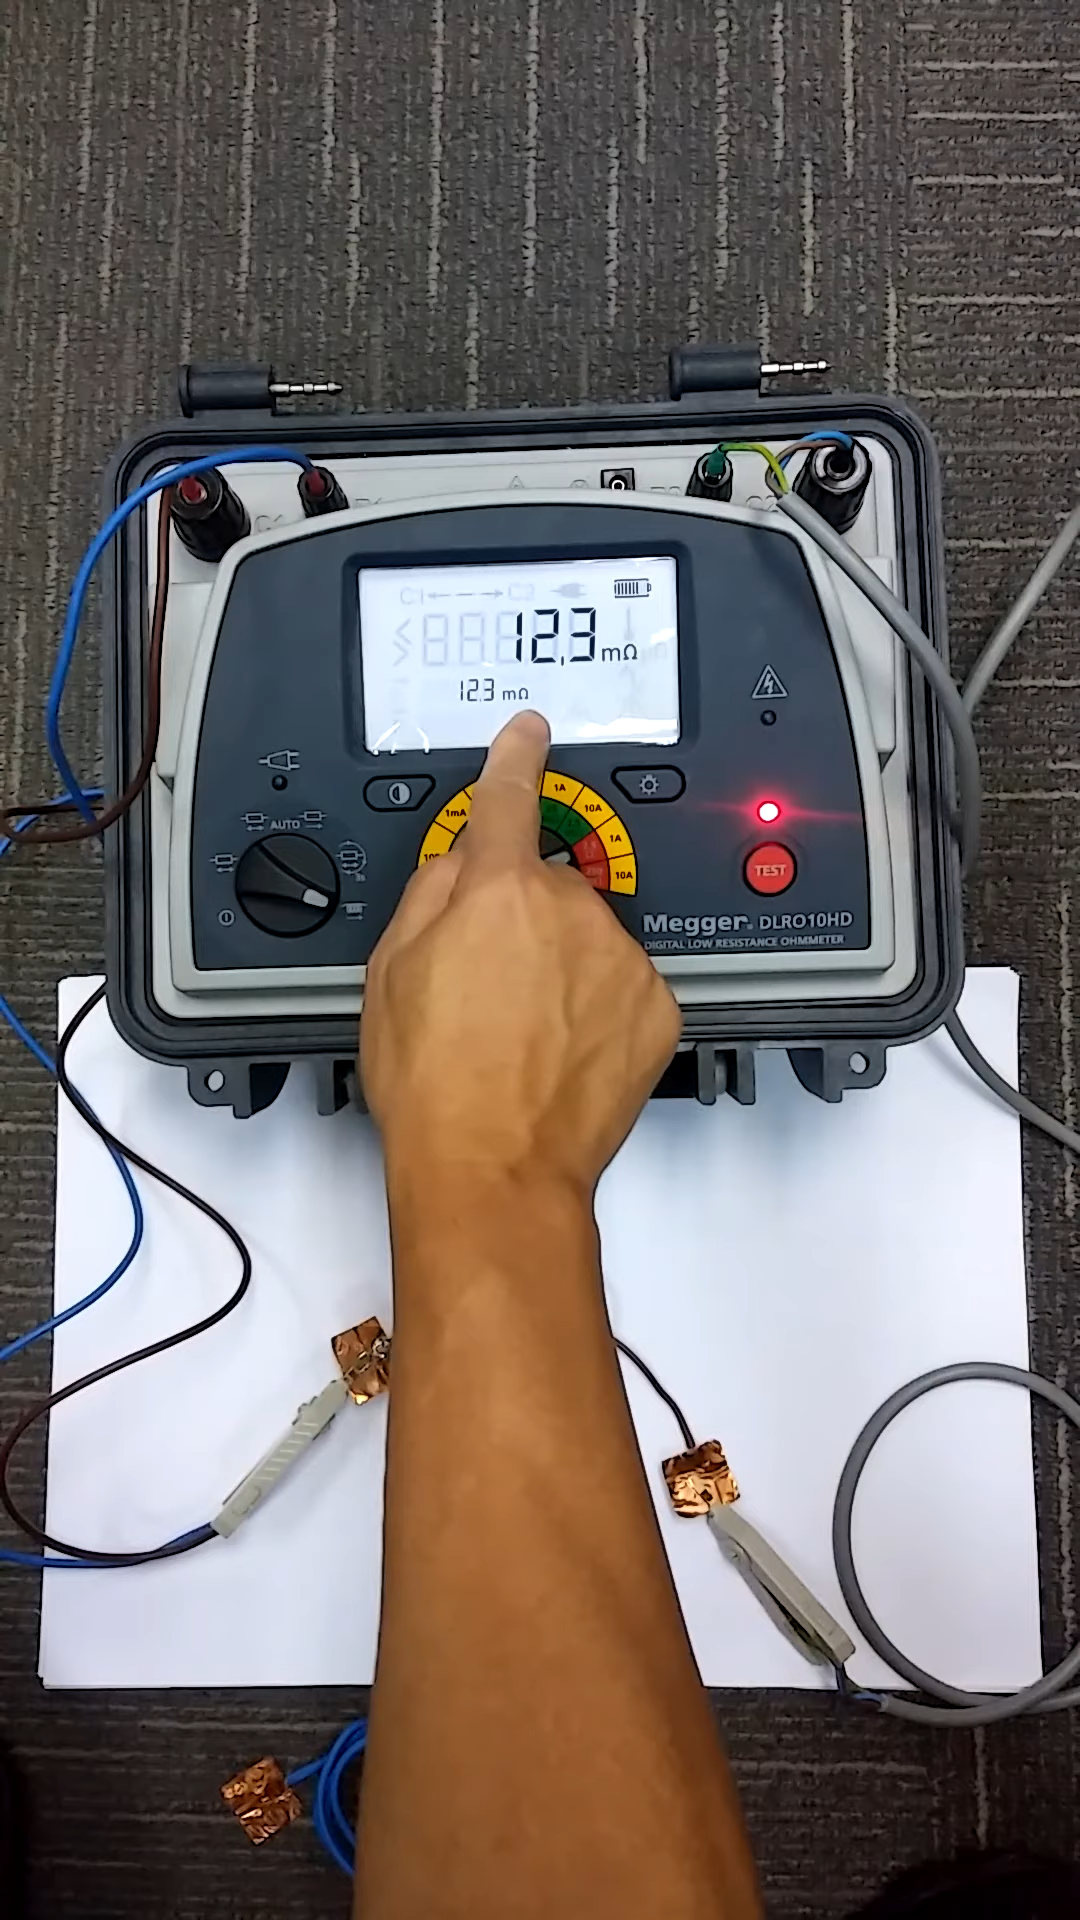 C1 C2
12.3 mΩ
12.3 mΩ
1mA
1A
10A
1A
10A
AUTO
TEST
Megger. DLRO10HD
DIGITAL LOW RESISTANCE OHMMETER